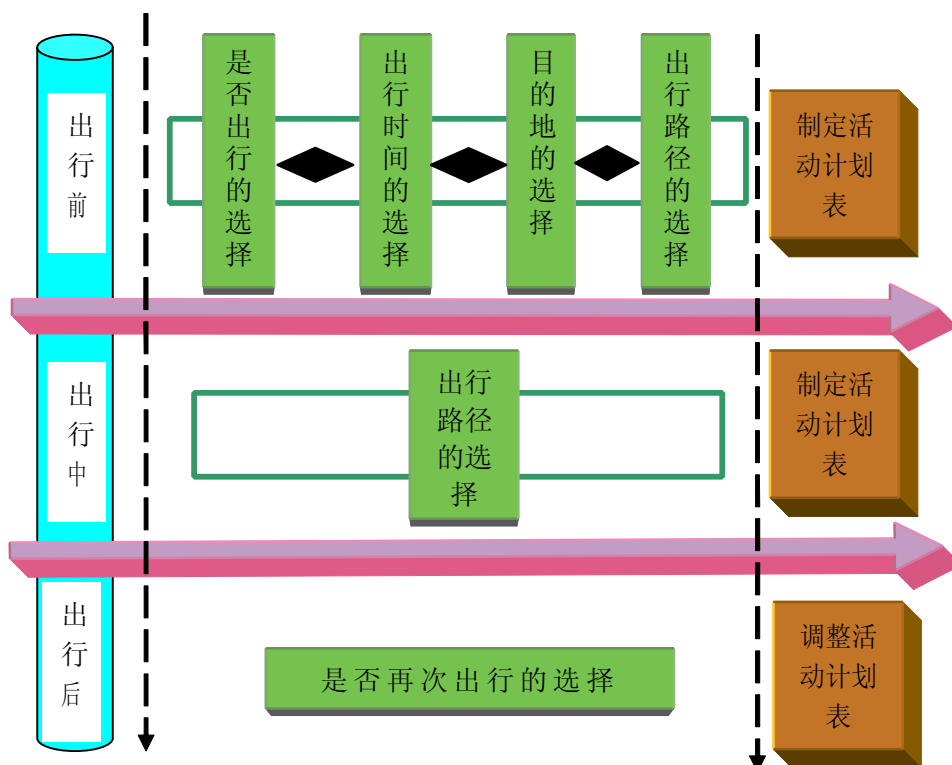 出行前
是否出行的选择
出行时间的选择
目的地的选择
出行路径的选择
制定活
动计划
表
出行中
出行
路径
的选
择
制定活
动计划
表
出行后
是否再次出行的选择
调整活
动计划
表